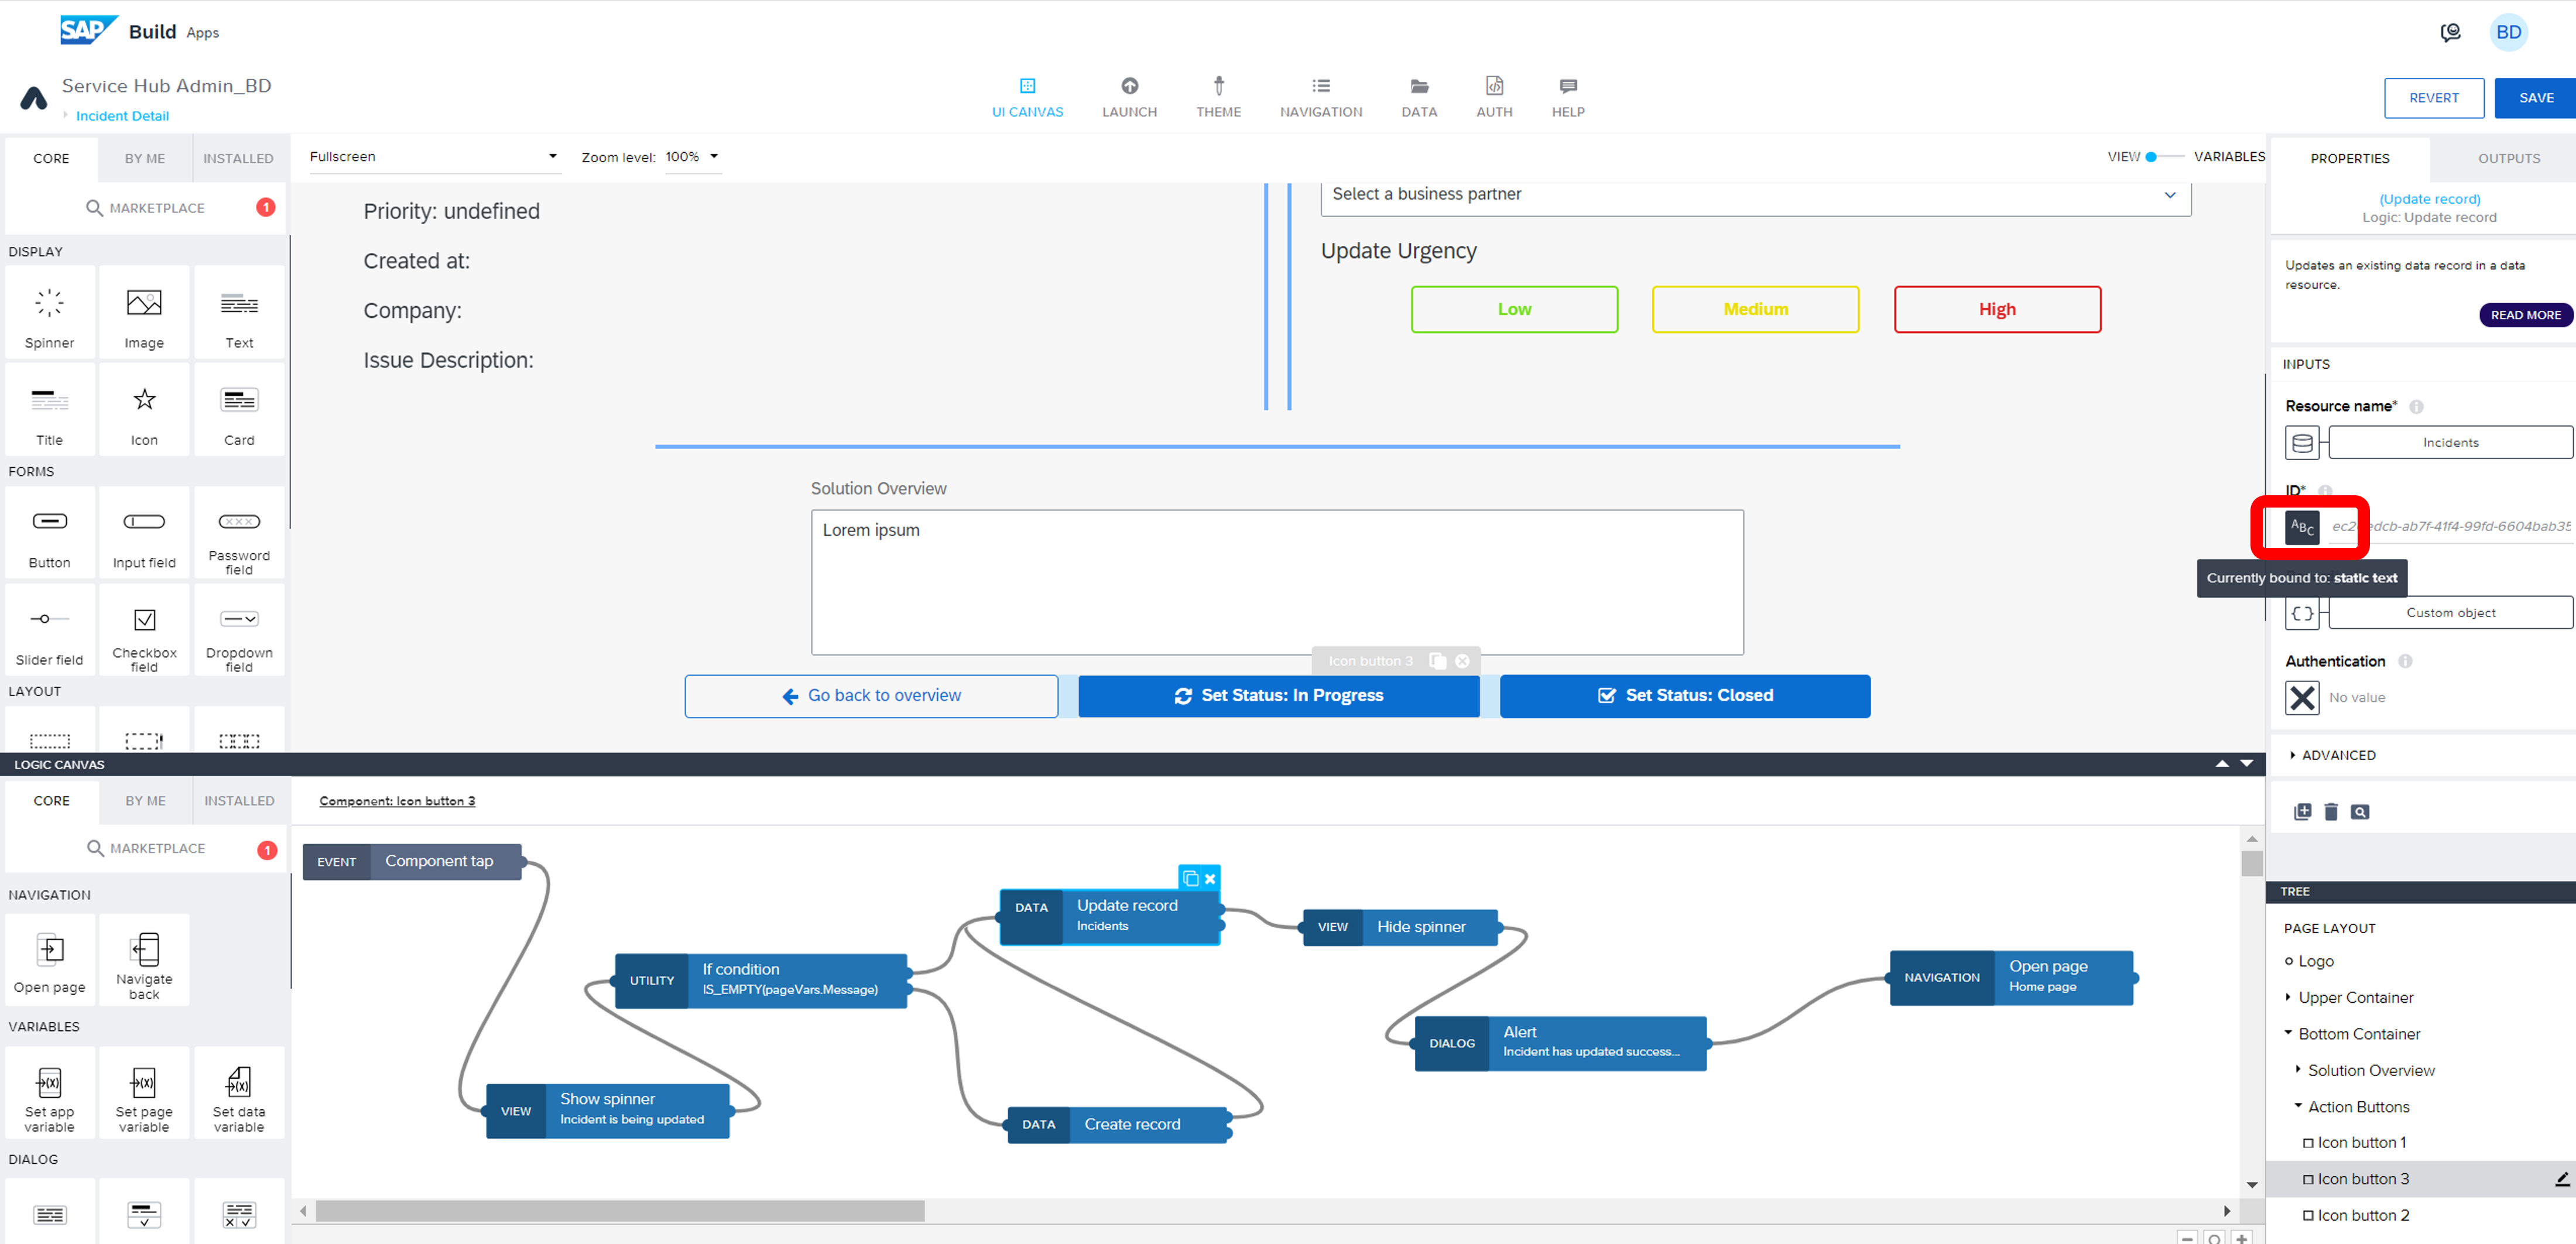 SAP Build Apps
BD
Service Hub Admin_BD
Incident Detail
UI CANVAS
LAUNCH
THEME
NAVIGATION
DATA
AUTH
HELP
REVERT
SAVE
CORE
BY ME
INSTALLED
MARKETPLACE
1
DISPLAY
Spinner
Image
Text
Title
Icon
Card
FORMS
Button
Input field
Password
field
Slider field
Checkbox
field
Dropdown
field
LAYOUT
Fullscreen
Zoom level: 100%
VIEW
VARIABLES
Priority: undefined
Created at:
Company:
Issue Description:
Select a business partner
Update Urgency
Low
Medium
High
Solution Overview
Lorem ipsum
Icon button 3
Go back to overview
Set Status: In Progress
Set Status: Closed
PROPERTIES
OUTPUTS
(Update record)
Logic: Update record
Updates an existing data record in a data
resource.
READ MORE
INPUTS
Resource name*
Incidents
ID*
ABC
edcb-ab7f-41f4-99fd-6604bab35
Currently bound to: static text
Custom object
Authentication
No value
ADVANCED
LOGIC CANVAS
CORE
BY ME
INSTALLED
MARKETPLACE
1
NAVIGATION
Open page
Navigate
back
VARIABLES
Set app
variable
Set page
variable
Set data
variable
DIALOG
Component: Icon button 3
EVENT
Component tap
VIEW
Show spinner
Incident is being updated
UTILITY
If condition
IS_EMPTY(pageVars.Message)
DATA
Update record
Incidents
DATA
Create record
VIEW
Hide spinner
DIALOG
Alert
Incident has updated success...
NAVIGATION
Open page
Home page
TREE
PAGE LAYOUT
Logo
Upper Container
Bottom Container
Solution Overview
Action Buttons
Icon button 1
Icon button 3
Icon button 2